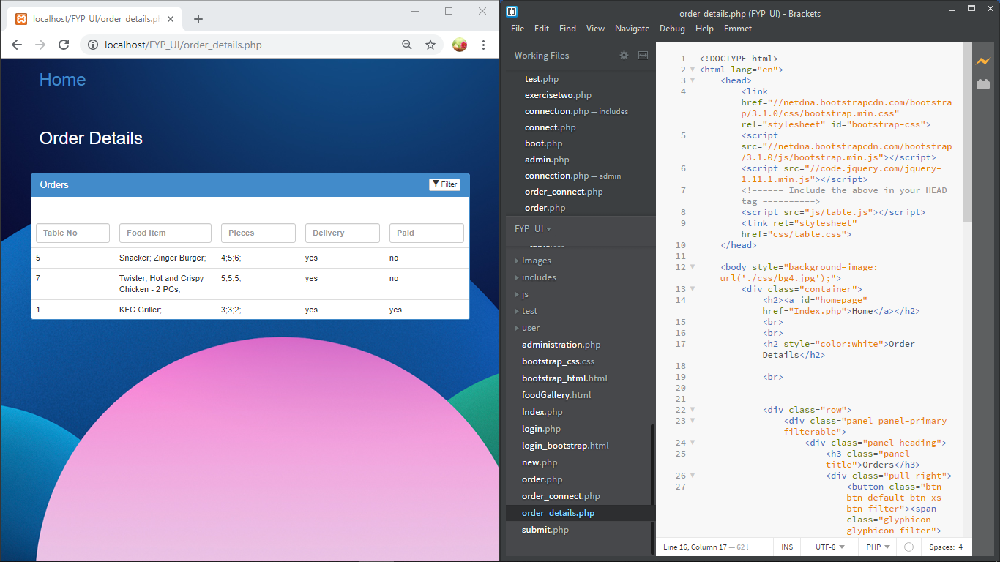 localhost/FYP_UI/order_details.ph
localhost/FYP_UI/order_details.php
Home
Order Details
Orders
Filter
Table No Food Item Pieces Delivery Paid
5 Snacker; Zinger Burger; 4;5;6; yes no
7 Twister; Hot and Crispy Chicken - 2 PCs; 5;5;5; yes no
1 KFC Griller; 3;3;2; yes yes
order_details.php (FYP_UI) - Brackets
File Edit Find View Navigate Debug Help Emmet
Working Files
test.php
exercisetwo.php
connection.php — includes
connect.php
boot.php
admin.php
connection.php — admin
order_connect.php
order.php
FYP_UI
Images
includes
js
test
user
administration.php
bootstrap_css.css
bootstrap_html.html
foodGallery.html
Index.php
login.php
login_bootstrap.html
new.php
order.php
order_connect.php
order_details.php
submit.php
1 <!DOCTYPE html>
2 <html lang="en">
3 <head>
4 <link
href="//netdna.bootstrapcdn.com/bootstra
p/3.1.0/css/bootstrap.min.css"
rel="stylesheet" id="bootstrap-css">
5 <script
src="//netdna.bootstrapcdn.com/bootstrap
/3.1.0/js/bootstrap.min.js"></script>
6 <script src="//code.jquery.com/jquery-
1.11.1.min.js"></script>
7 <!------ Include the above in your HEAD
tag ---------->
8 <script src="js/table.js"></script>
9 <link rel="stylesheet"
href="css/table.css">
10 </head>
11
12 <body style="background-image:
url('./css/bg4.jpg');">
13 <div class="container">
14 <h2><a id="homepage"
href="Index.php">Home</a></h2>
15 <br>
16 <br>
17 <h2 style="color:white">Order
Details</h2>
18
19 <br>
20
21
22 <div class="row">
23 <div class="panel panel-primary
filterable">
24 <div class="panel-heading">
25 <h3 class="panel-
title">Orders</h3>
26 <div class="pull-right">
27 <button class="btn
btn-default btn-xs
btn-filter"><span
class="glyphicon
glyphicon-filter">
Line 16, Column 17 — 62 l
INS UTF-8 PHP Spaces: 4